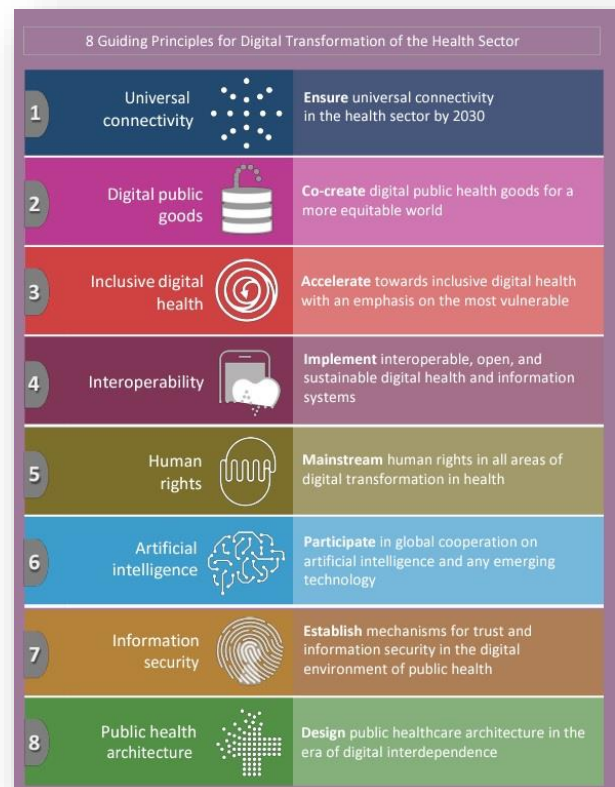 8 Guiding Principles for Digital Transformation of the Health Sector
1
Universal
connectivity
Ensure universal connectivity
in the health sector by 2030
2
Digital public
goods
Co-create digital public health goods for a
more equitable world
3
Inclusive digital
health
Accelerate towards inclusive digital health
with an emphasis on the most vulnerable
4
Interoperability
Implement interoperable, open, and
sustainable digital health and information
systems
5
Human
rights
Mainstream human rights in all areas of
digital transformation in health
6
Artificial
intelligence
Participate in global cooperation on
artificial intelligence and any emerging
technology
7
Information
security
Establish mechanisms for trust and
information security in the digital
environment of public health
8
Public health
architecture
Design public healthcare architecture in the
era of digital interdependence